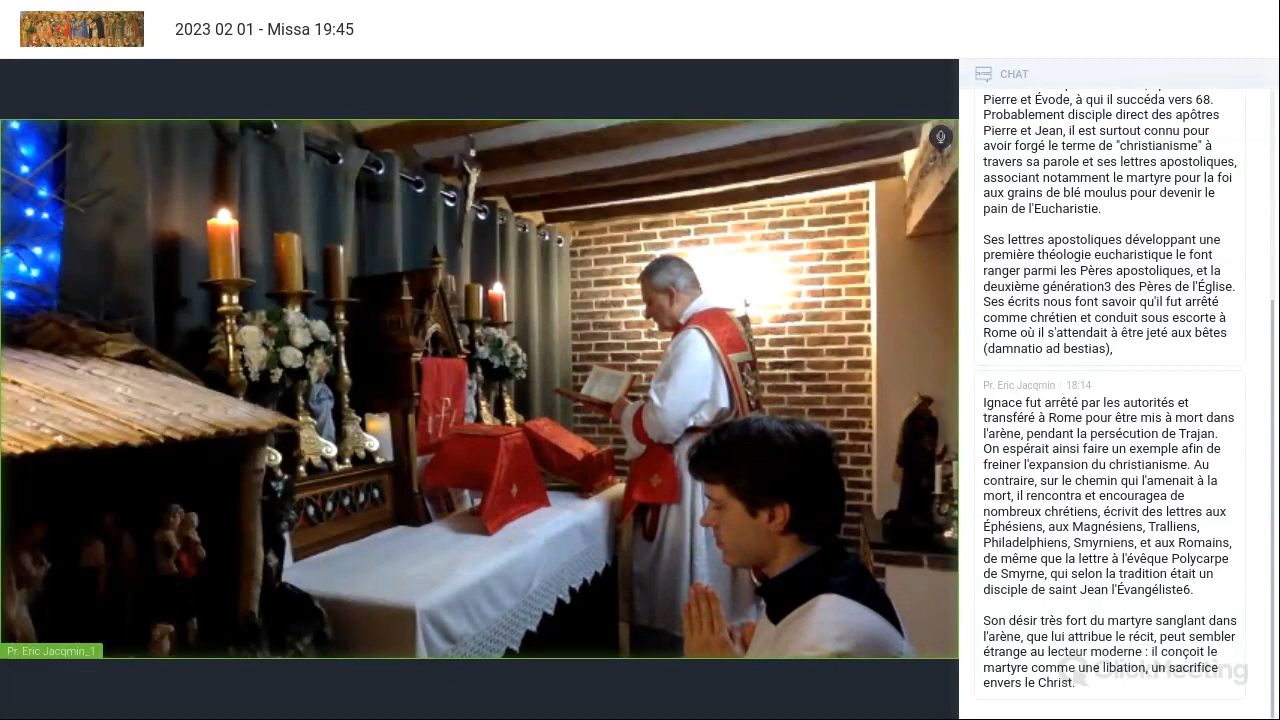 2023 02 01 - Missa 19:45
CHAT
Pierre et Évode, à qui il succéda vers 68.
Probablement disciple direct des apôtres
Pierre et Jean, il est surtout connu pour
avoir forgé le terme de "christianisme" à
travers sa parole et ses lettres apostoliques,
associant notamment le martyre pour la foi
aux grains de blé moulus pour devenir le
pain de l'Eucharistie.
Ses lettres apostoliques développant une
première théologie eucharistique le font
ranger parmi les Pères apostoliques, et la
deuxième génération3 des Pères de l'Église.
Ses écrits nous font savoir qu'il fut arrêté
comme chrétien et conduit sous escorte à
Rome où il s'attendait à être jeté aux bêtes
(damnatio ad bestias),
Pr. Eric Jacqmin 18:14
Ignace fut arrêté par les autorités et
transféré à Rome pour être mis à mort dans
l'arène, pendant la persécution de Trajan.
On espérait ainsi faire un exemple afin de
freiner l'expansion du christianisme. Au
contraire, sur le chemin qui l'amenait à la
mort, il rencontra et encouragea de
nombreux chrétiens, écrivit des lettres aux
Éphésiens, aux Magnésiens, Tralliens,
Philadelphiens, Smyrniens, et aux Romains,
de même que la lettre à l'évêque Polycarpe
de Smyrne, qui selon la tradition était un
disciple de saint Jean l'Évangéliste6.
Son désir très fort du martyre sanglant dans
l'arène, que lui attribue le récit, peut sembler
étrange au lecteur moderne : il conçoit le
martyre comme une libation, un sacrifice
envers le Christ.
ClickMeeting
Pr. Eric Jacqmin_1